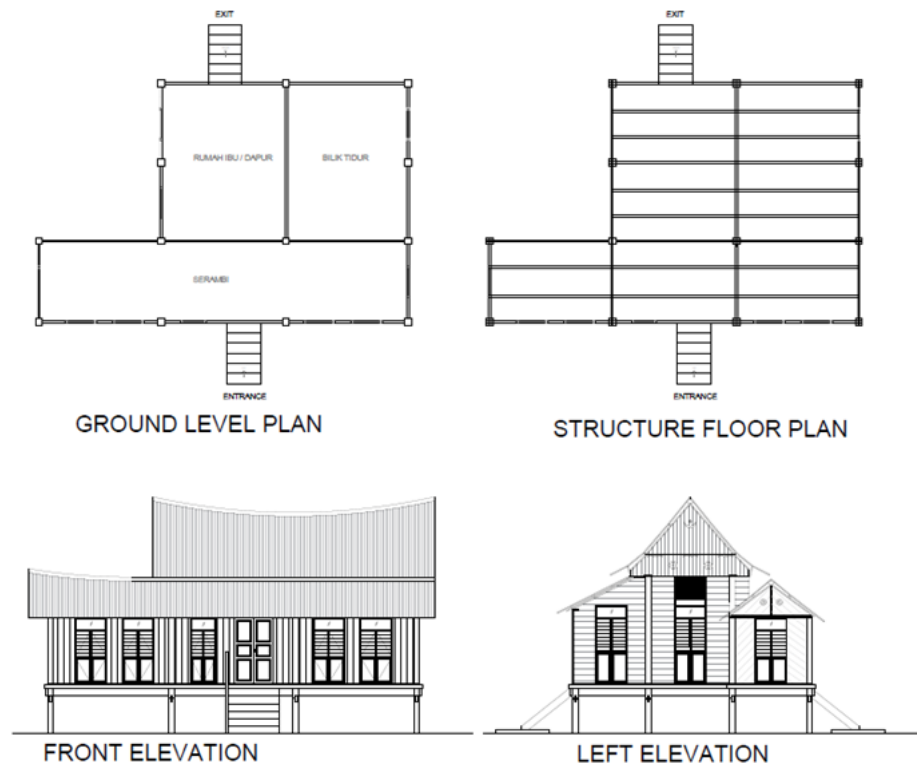 EXIT
EXIT
RUMAH IBU / DAPUR
BILIK TIDUR
SERAMBI
ENTRANCE
ENTRANCE
GROUND LEVEL PLAN
STRUCTURE FLOOR PLAN
FRONT ELEVATION
LEFT ELEVATION